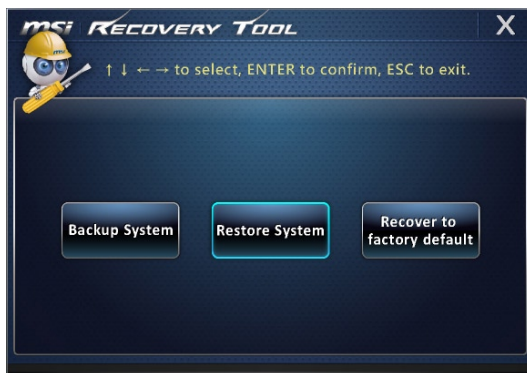 msi RECOVERY TOOL X
↑ ↓ ← → to select, ENTER to confirm, ESC to exit.
Backup System
Restore System
Recover to
factory default